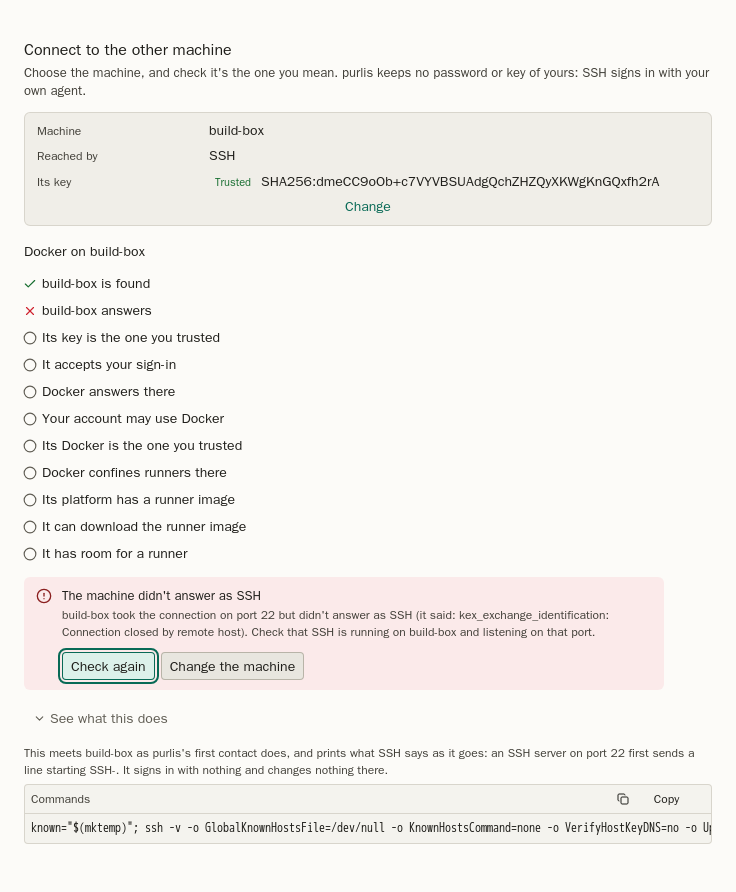 Connect to the other machine
Choose the machine, and check it's the one you mean. purlis keeps no password or key of yours: SSH signs in with your
own agent.
Machine build-box
Reached by SSH
Its key Trusted SHA256:dmeCC9oOb+c7VYVBSUAdgQchZHZQyXKWgKnGQxfh2rA
Change
Docker on build-box
build-box is found
build-box answers
Its key is the one you trusted
It accepts your sign-in
Docker answers there
Your account may use Docker
Its Docker is the one you trusted
Docker confines runners there
Its platform has a runner image
It can download the runner image
It has room for a runner
The machine didn't answer as SSH
build-box took the connection on port 22 but didn't answer as SSH (it said: kex_exchange_identification:
Connection closed by remote host). Check that SSH is running on build-box and listening on that port.
Check again Change the machine
See what this does
This meets build-box as purlis's first contact does, and prints what SSH says as it goes: an SSH server on port 22 first sends a
line starting SSH-. It signs in with nothing and changes nothing there.
Commands Copy
known="$(mktemp)"; ssh -v -o GlobalKnownHostsFile=/dev/null -o KnownHostsCommand=none -o VerifyHostKeyDNS=no -o